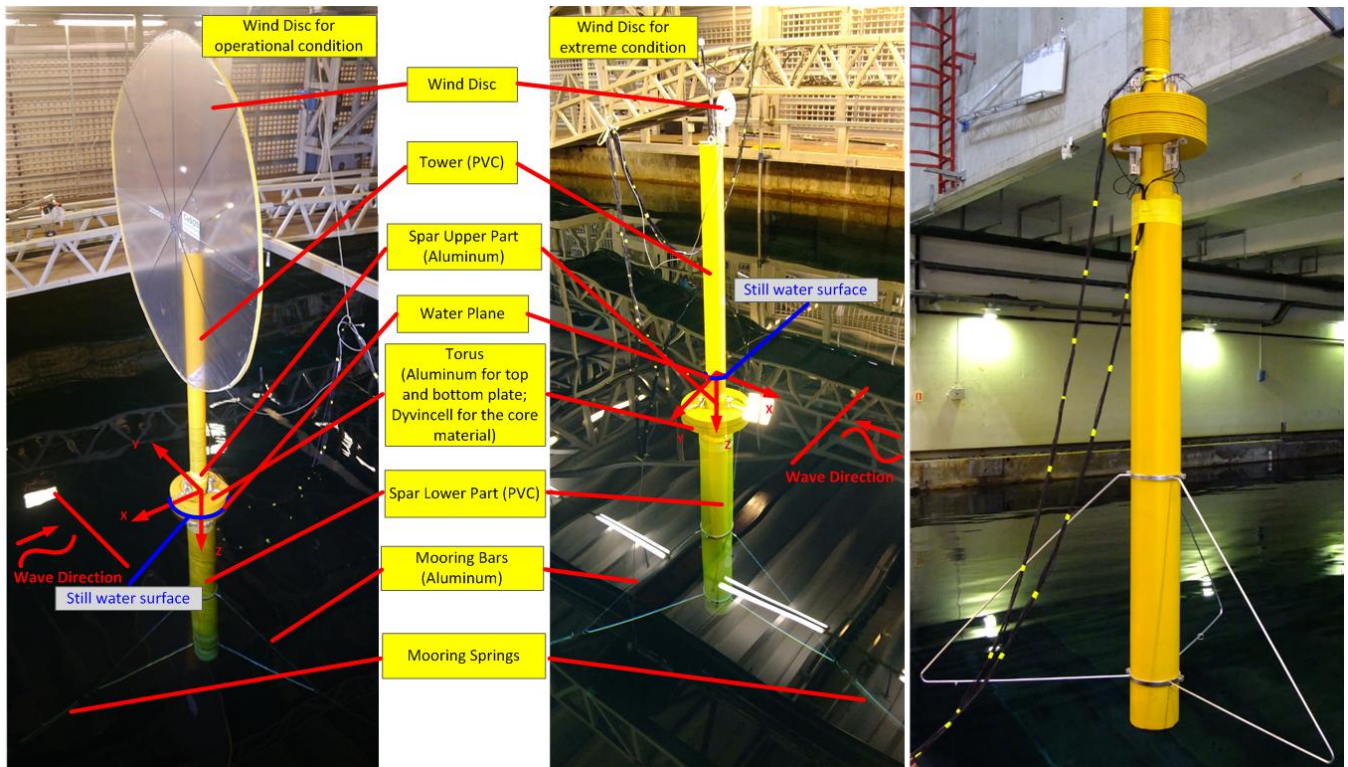 Wind Disc for
operational condition
Wind Disc for
extreme condition
Wind Disc
Tower (PVC)
Spar Upper Part
(Aluminum)
Still water surface
Water Plane
Torus
(Aluminum for top
and bottom plate;
Dyvincell for the core
material)
X
Y
Z
Wave Direction
Y
X
Z
Spar Lower Part (PVC)
Wave Direction
Mooring Bars
(Aluminum)
Still water surface
Mooring Springs